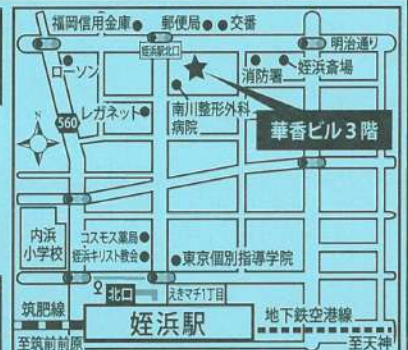 福岡信用金庫
郵便局
交番
姪浜駅北口
明治通り
ローソン
消防署
姪浜斎場
レガネット
南川整形外科
病院
華香ビル3階
N
560
内浜
小学校
コスモス薬局
姪浜キリスト教会
東京個別指導学院
北口
えきマチ1丁目
筑肥線
姪浜駅
地下鉄空港線
至筑前前原
至天神